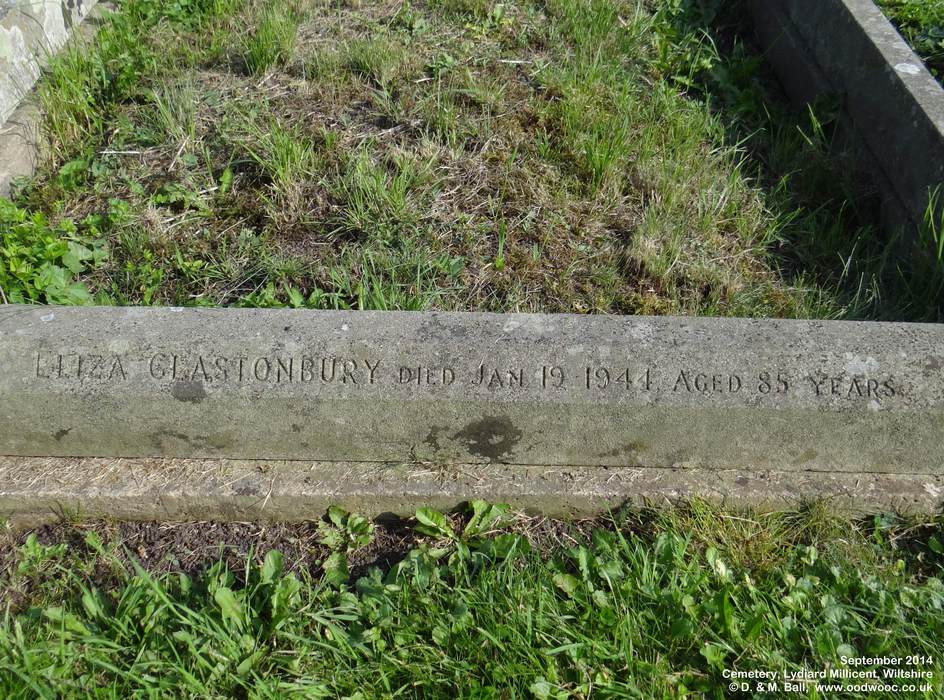 ELIZA GLASTONBURY DIED JAN. 19. 1944, AGED 85 YEARS.
September 2014
Cemetery, Lydiard Millicent, Wiltshire
© D. & M. Ball, www.oodwooc.co.uk